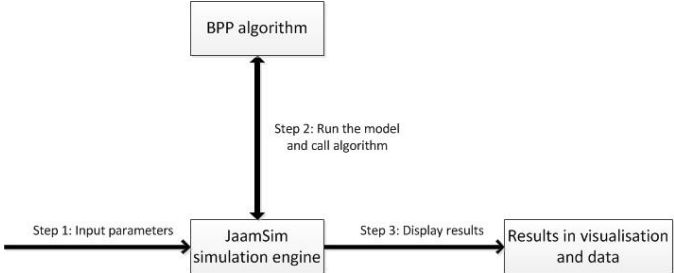 BPP algorithm
Step 2: Run the model
and call algorithm
Step 1: Input parameters
JaamSim
simulation engine
Step 3: Display results
Results in visualisation
and data